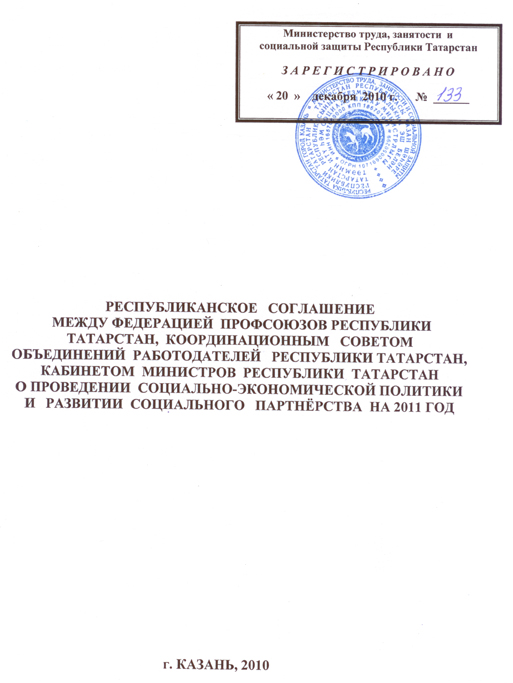 Министерство труда, занятости и
социальной защиты Республики Татарстан
ЗАРЕГИСТРИРОВАНО
« 20 » декабря 2010 г. № 133
РЕСПУБЛИКАНСКОЕ СОГЛАШЕНИЕ
МЕЖДУ ФЕДЕРАЦИЕЙ ПРОФСОЮЗОВ РЕСПУБЛИКИ
ТАТАРСТАН, КООРДИНАЦИОННЫМ СОВЕТОМ
ОБЪЕДИНЕНИЙ РАБОТОДАТЕЛЕЙ РЕСПУБЛИКИ ТАТАРСТАН,
КАБИНЕТОМ МИНИСТРОВ РЕСПУБЛИКИ ТАТАРСТАН
О ПРОВЕДЕНИИ СОЦИАЛЬНО-ЭКОНОМИЧЕСКОЙ ПОЛИТИКИ
И РАЗВИТИИ СОЦИАЛЬНОГО ПАРТНЁРСТВА НА 2011 ГОД
г. КАЗАНЬ, 2010